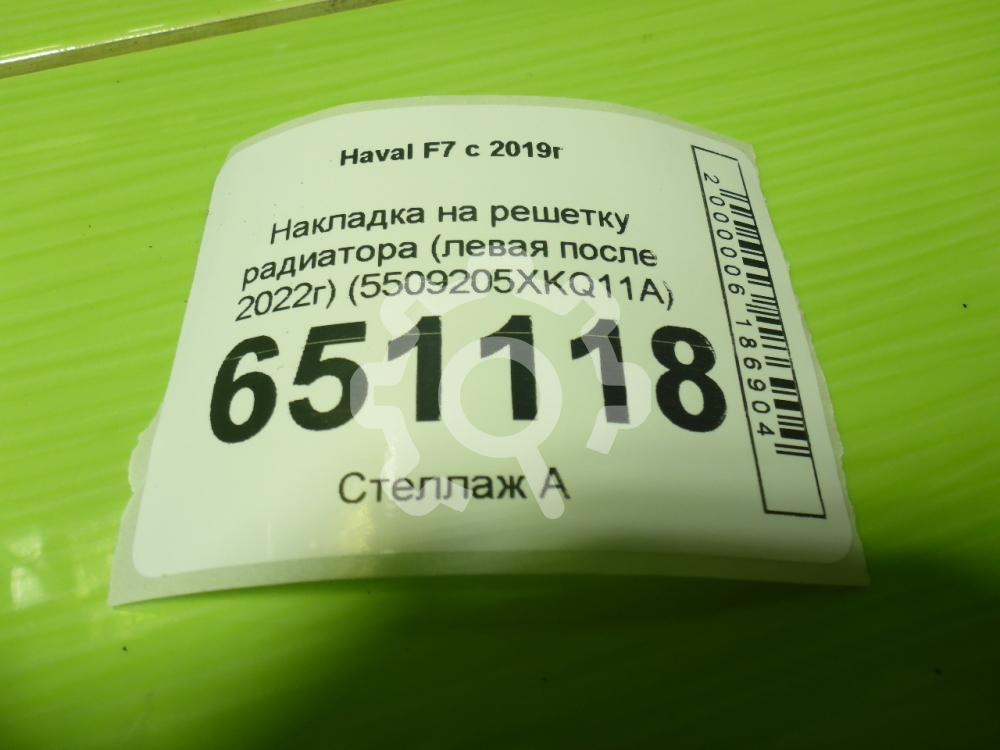 Haval F7 с 2019г
Накладка на решетку
радиатора (левая после
2022г) (5509205XKQ11A)
651118
Стеллаж А
2000006186904